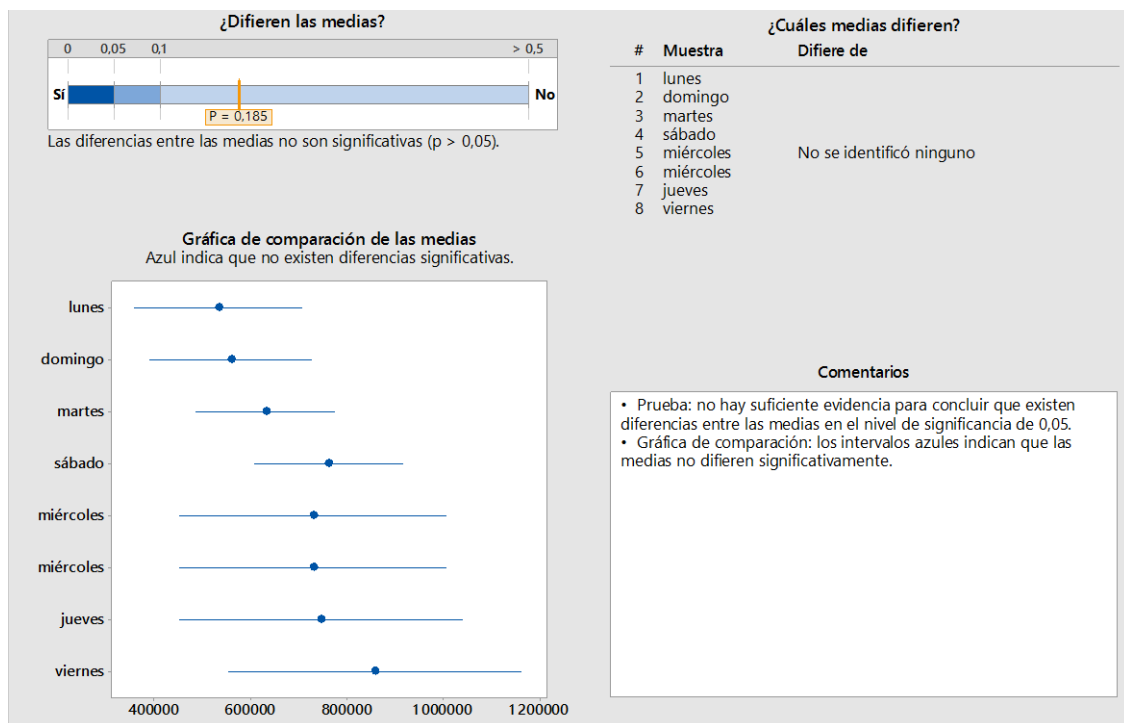 ¿Difieren las medias?
0 0,05 0,1 > 0,5
Sí No
P = 0,185
Las diferencias entre las medias no son significativas (p > 0,05).
¿Cuáles medias difieren?
# Muestra Difiere de
1 lunes
2 domingo
3 martes
4 sábado
5 miércoles No se identificó ninguno
6 miércoles
7 jueves
8 viernes
Gráfica de comparación de las medias
Azul indica que no existen diferencias significativas.
lunes
domingo
martes
sábado
miércoles
miércoles
jueves
viernes
400000 600000 800000 1000000 1200000
Comentarios
• Prueba: no hay suficiente evidencia para concluir que existen
diferencias entre las medias en el nivel de significancia de 0,05.
• Gráfica de comparación: los intervalos azules indican que las
medias no difieren significativamente.